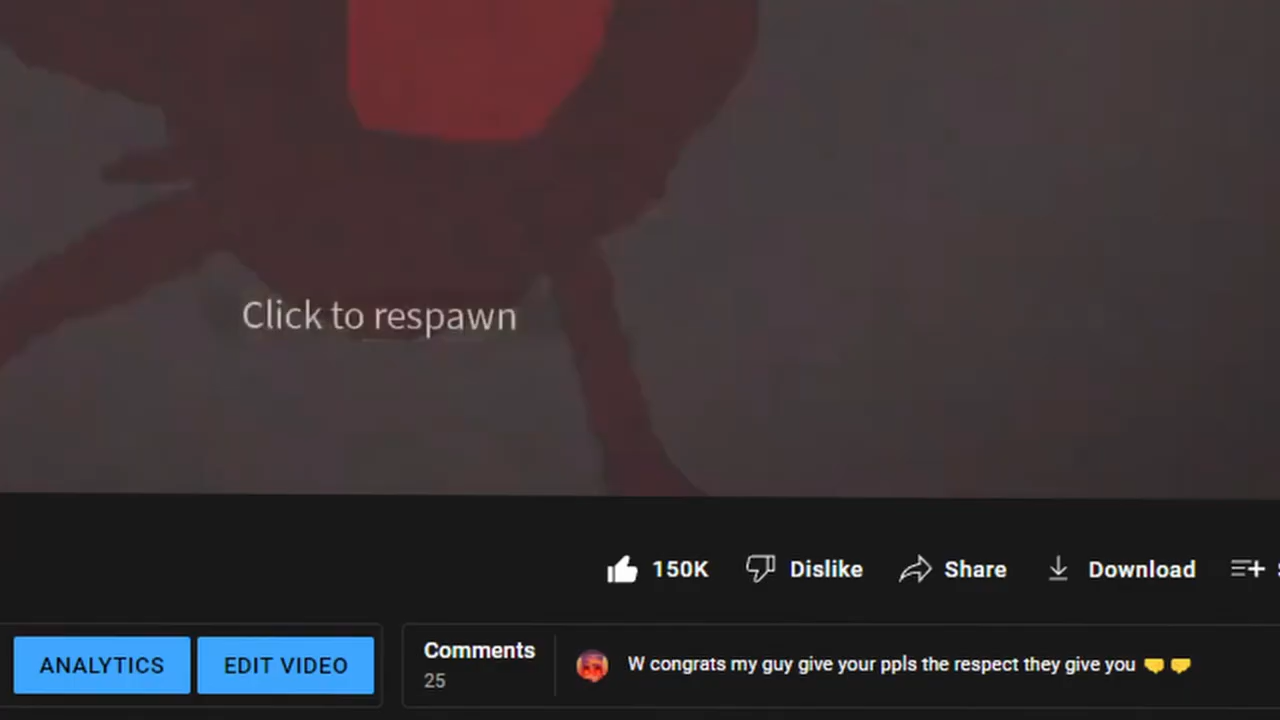 Click to respawn
150K Dislike Share Download
ANALYTICS EDIT VIDEO
Comments
25
W congrats my guy give your ppls the respect they give you